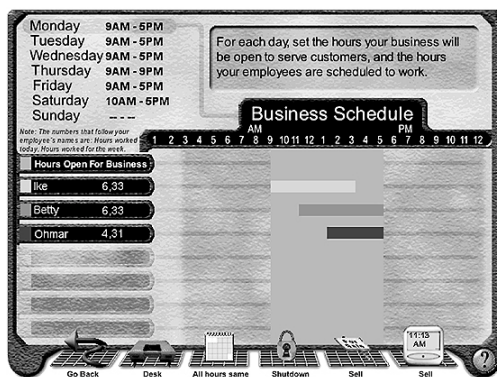 Monday 9AM - 5PM
Tuesday 9AM - 5PM
Wednesday 9AM - 5PM
Thursday 9AM - 9PM
Friday 9AM - 5PM
Saturday 10AM - 5PM
Sunday -- - --
For each day, set the hours your business will
be open to serve customers, and the hours
your employees are scheduled to work.
Note: The numbers that follow your
employee's names are: Hours worked
today, Hours worked for the week.
Business Schedule
AM PM
1 2 3 4 5 6 7 8 9 10 11 12 1 2 3 4 5 6 7 8 9 10 11 12
Hours Open For Business
Ike 6,33
Betty 6,33
Ohmar 4,31
11:13
AM
?
Go Back Desk All hours same Shutdown Sell Sell